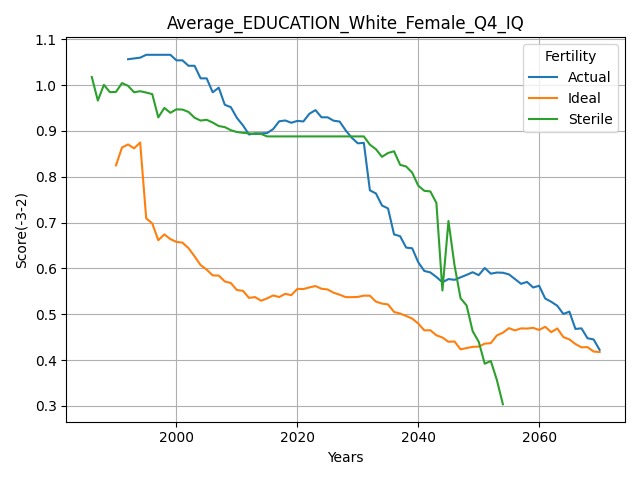 Average_EDUCATION_White_Female_Q4_IQ
Fertility
Actual
Ideal
Sterile
Score(-3-2)
1.1
1.0
0.9
0.8
0.7
0.6
0.5
0.4
0.3
2000
2020
2040
2060
Years